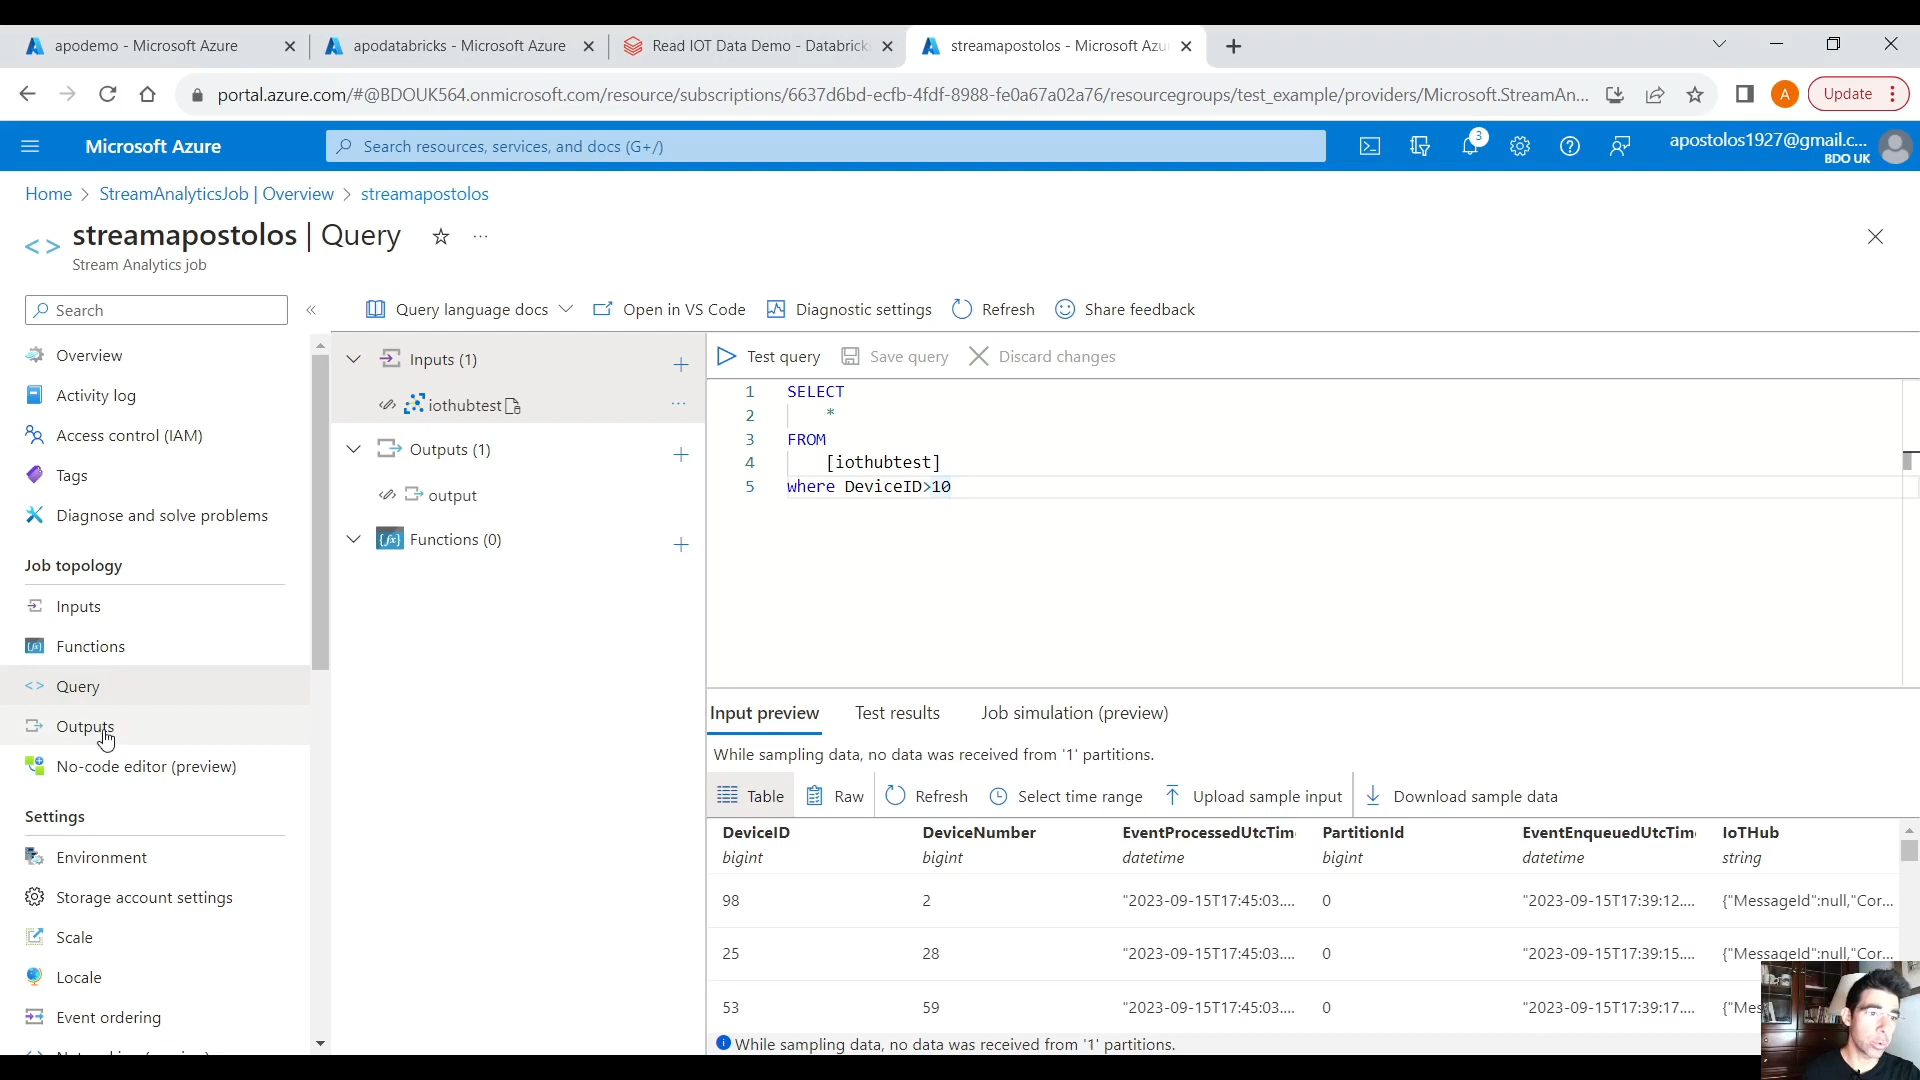 apodemo - Microsoft Azure
apodatabricks - Microsoft Azure
Read IOT Data Demo - Databrick
streamapostolos - Microsoft Azu
portal.azure.com/#@BDOUK564.onmicrosoft.com/resource/subscriptions/6637d6bd-ecfb-4fdf-8988-fe0a67a02a76/resourcegroups/test_example/providers/Microsoft.StreamAn...
A
Update
Microsoft Azure
Search resources, services, and docs (G+/)
3
apostolos1927@gmail.c...
BDO UK
Home > StreamAnalyticsJob | Overview > streamapostolos
streamapostolos | Query
...
Stream Analytics job
Search
«
Query language docs
Open in VS Code
Diagnostic settings
Refresh
Share feedback
Overview
Activity log
Access control (IAM)
Tags
Diagnose and solve problems
Job topology
Inputs
Functions
Query
Outputs
No-code editor (preview)
Settings
Environment
Storage account settings
Scale
Locale
Event ordering
Inputs (1)
iothubtest
...
Outputs (1)
output
Functions (0)
Test query
Save query
Discard changes
1 SELECT
2 *
3 FROM
4 [iothubtest]
5 where DeviceID>10
Input preview
Test results
Job simulation (preview)
While sampling data, no data was received from '1' partitions.
Table
Raw
Refresh
Select time range
Upload sample input
Download sample data
DeviceID DeviceNumber EventProcessedUtcTim PartitionId EventEnqueuedUtcTim IoTHub
bigint bigint datetime bigint datetime string
98 2 "2023-09-15T17:45:03.... 0 "2023-09-15T17:39:12.... {"MessageId":null,"Cor...
25 28 "2023-09-15T17:45:03.... 0 "2023-09-15T17:39:15.... {"MessageId":null,"Cor...
53 59 "2023-09-15T17:45:03.... 0 "2023-09-15T17:39:17.... {"Mes
While sampling data, no data was received from '1' partitions.